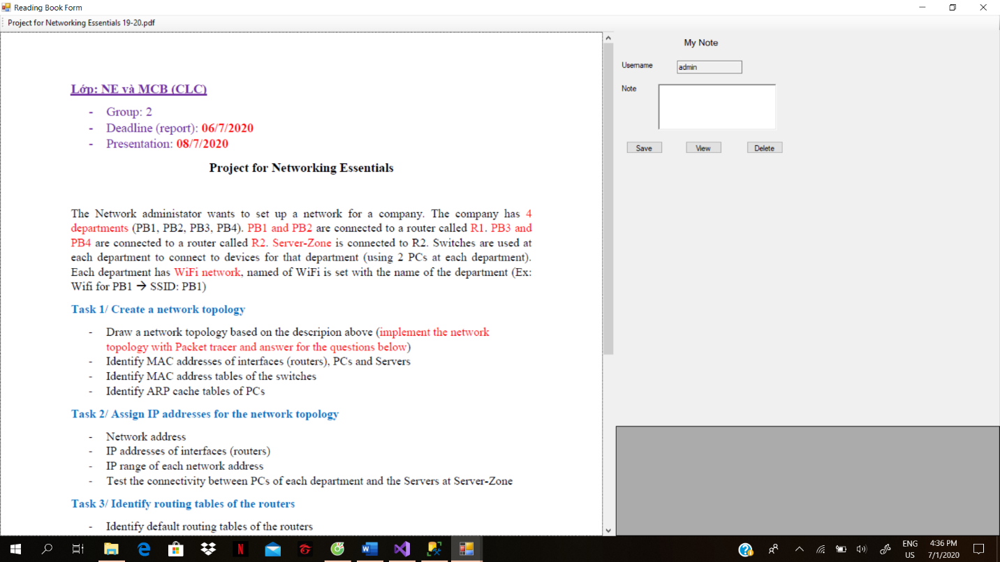 Reading Book Form
Project for Networking Essentials 19-20.pdf
Lớp: NE và MCB (CLC)
- Group: 2
- Deadline (report): 06/7/2020
- Presentation: 08/7/2020
Project for Networking Essentials
The Network administator wants to set up a network for a company. The company has 4
departments (PB1, PB2, PB3, PB4). PB1 and PB2 are connected to a router called R1. PB3 and
PB4 are connected to a router called R2. Server-Zone is connected to R2. Switches are used at
each department to connect to devices for that department (using 2 PCs at each department).
Each department has WiFi network, named of WiFi is set with the name of the department (Ex:
Wifi for PB1 → SSID: PB1)
Task 1/ Create a network topology
- Draw a network topology based on the descripion above (implement the network
topology with Packet tracer and answer for the questions below)
- Identify MAC addresses of interfaces (routers), PCs and Servers
- Identify MAC address tables of the switches
- Identify ARP cache tables of PCs
Task 2/ Assign IP addresses for the network topology
- Network address
- IP addresses of interfaces (routers)
- IP range of each network address
- Test the connectivity between PCs of each department and the Servers at Server-Zone
Task 3/ Identify routing tables of the routers
- Identify default routing tables of the routers
My Note
Username
admin
Note
Save View Delete
ENG
US
4:36 PM
7/1/2020